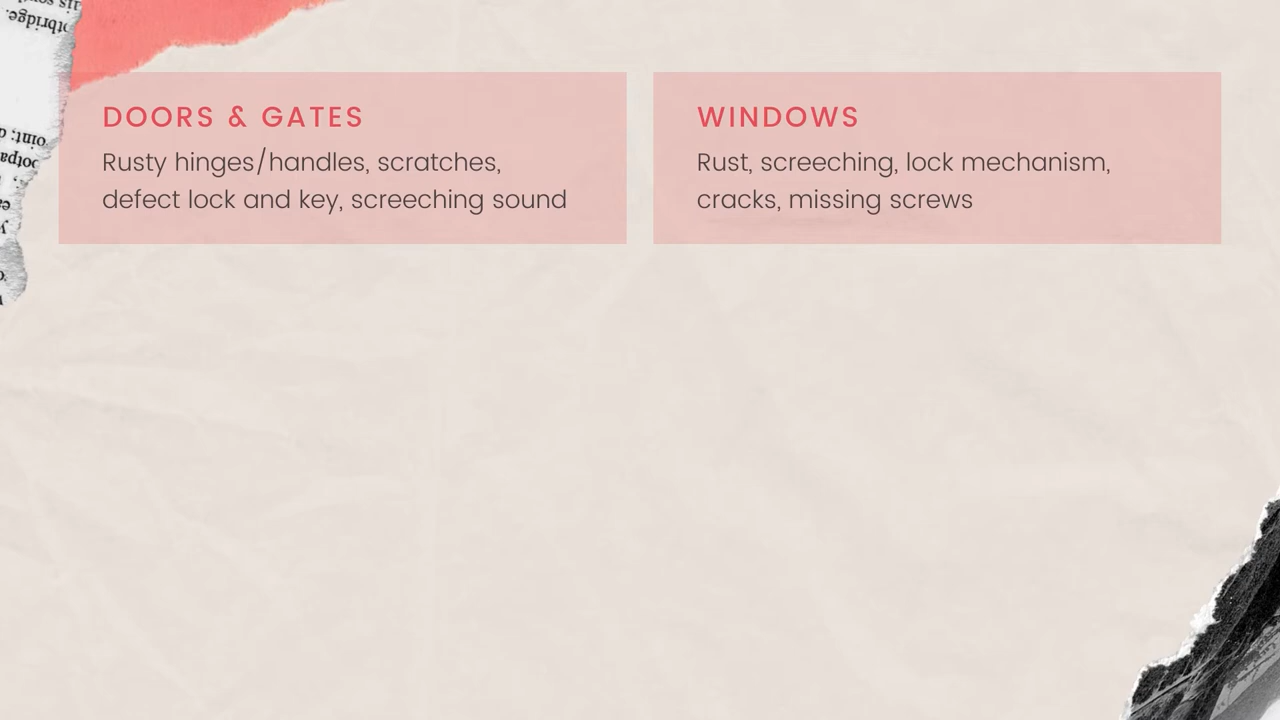 DOORS & GATES
Rusty hinges/handles, scratches,
defect lock and key, screeching sound
WINDOWS
Rust, screeching, lock mechanism,
cracks, missing screws